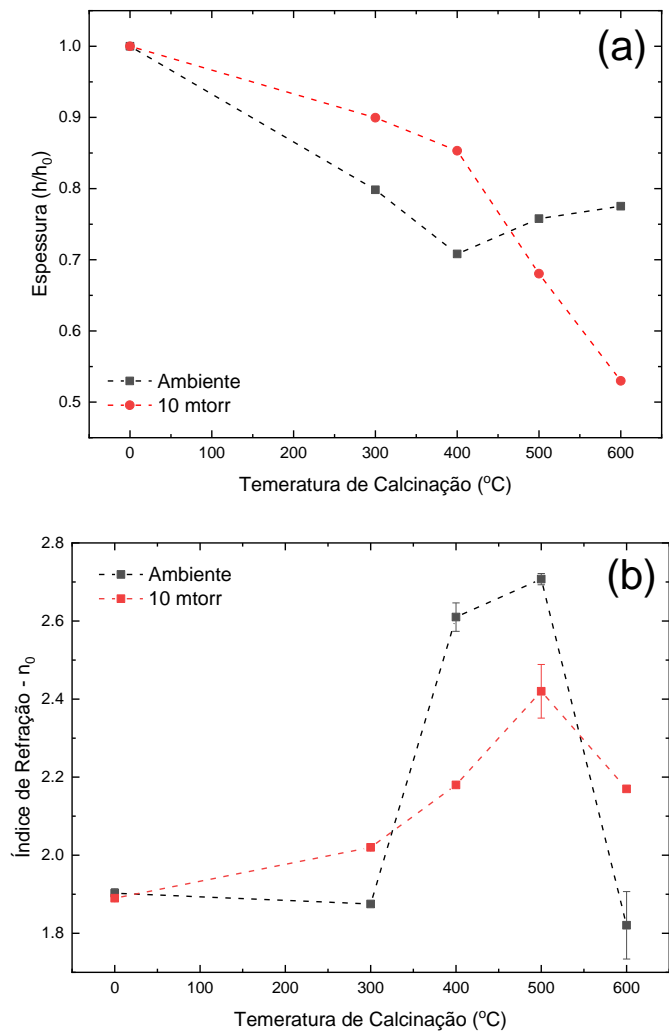 (a)
1.0
0.9
0.8
0.7
0.6
0.5
Espessura (h/h₀)
Ambiente
10 mtorr
0 100 200 300 400 500 600
Temeratura de Calcinação (°C)
(b)
2.8
2.6
2.4
2.2
2.0
1.8
Índice de Refração - n₀
Ambiente
10 mtorr
0 100 200 300 400 500 600
Temeratura de Calcinação (°C)